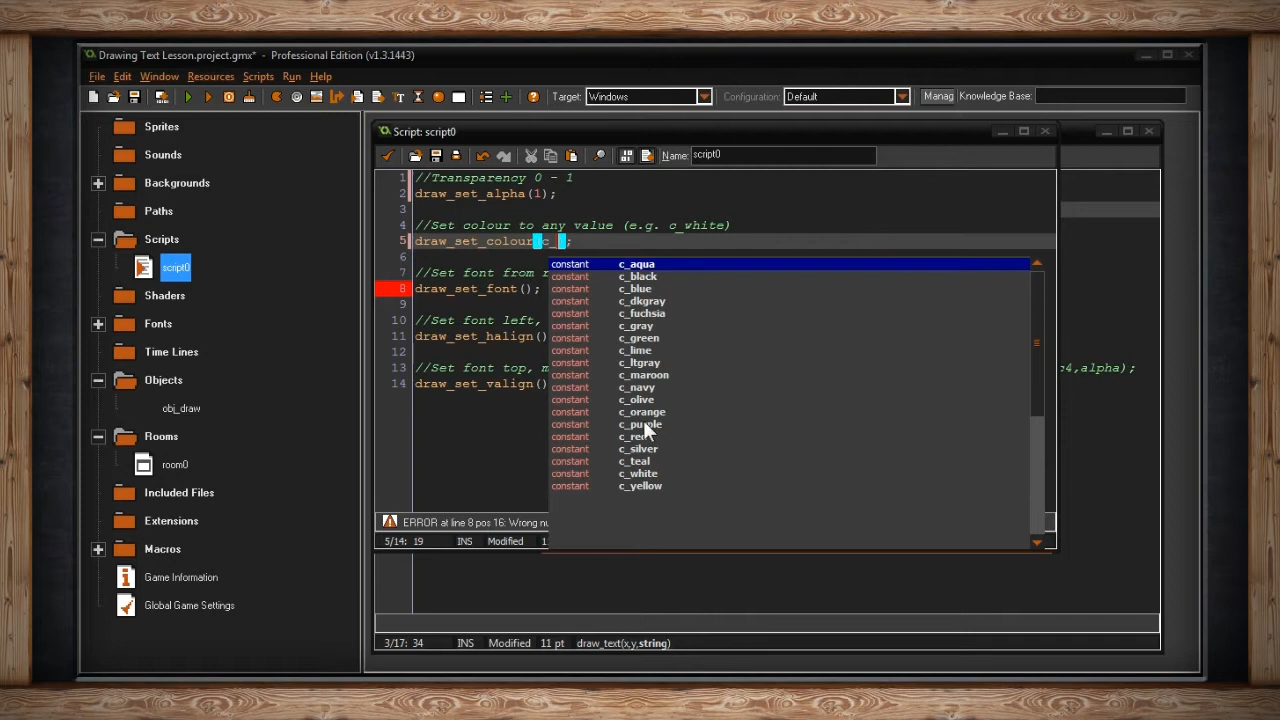 Drawing Text Lesson.project.gmx* - Professional Edition (v1.3.1443)
File Edit Window Resources Scripts Run Help
Target: Windows Configuration: Default Manag Knowledge Base:
Sprites
Sounds
Backgrounds
Paths
Scripts
script0
Shaders
Fonts
Time Lines
Objects
obj_draw
Rooms
room0
Included Files
Extensions
Macros
Game Information
Global Game Settings
Script: script0
Name: script0
1 //Transparency 0 - 1
2 draw_set_alpha(1);
3
4 //Set colour to any value (e.g. c_white)
5 draw_set_colour(c_);
6
7 //Set font from
8 draw_set_font();
9
10 //Set font left,
11 draw_set_halign()
12
13 //Set font top, m c4,alpha);
14 draw_set_valign()
constant c_aqua
constant c_black
constant c_blue
constant c_dkgray
constant c_fuchsia
constant c_gray
constant c_green
constant c_lime
constant c_ltgray
constant c_maroon
constant c_navy
constant c_olive
constant c_orange
constant c_purple
constant c_red
constant c_silver
constant c_teal
constant c_white
constant c_yellow
ERROR at line 8 pos 16: Wrong nu
5/14: 19 INS Modified 1
3/17: 34 INS Modified 11 pt draw_text(x,y,string)